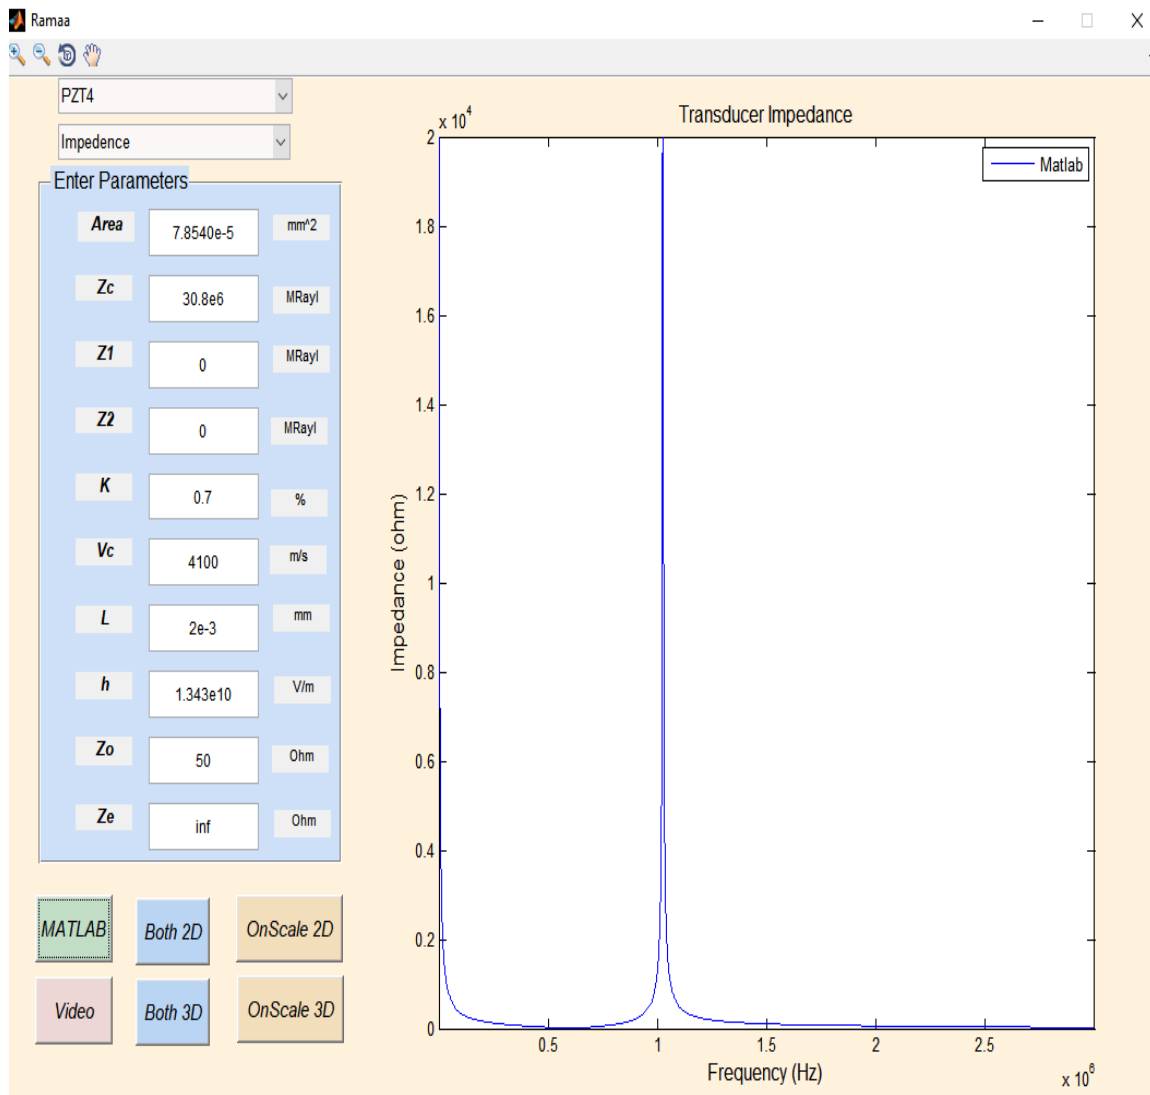 Ramaa
PZT4
Impedence
Enter Parameters
Area 7.8540e-5 mm^2
Zc 30.8e6 MRayl
Z1 0 MRayl
Z2 0 MRayl
K 0.7 %
Vc 4100 m/s
L 2e-3 mm
h 1.343e10 V/m
Zo 50 Ohm
Ze inf Ohm
MATLAB Both 2D OnScale 2D
Video Both 3D OnScale 3D
Transducer Impedance
x 10^4
Matlab
2
1.8
1.6
1.4
1.2
1
0.8
0.6
0.4
0.2
0
Impedance (ohm)
0.5 1 1.5 2 2.5
Frequency (Hz)
x 10^6